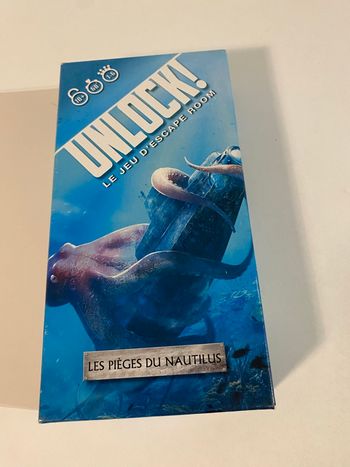 UNLOCK!
LE JEU D'ESCAPE ROOM
LES PIÈGES DU NAUTILUS